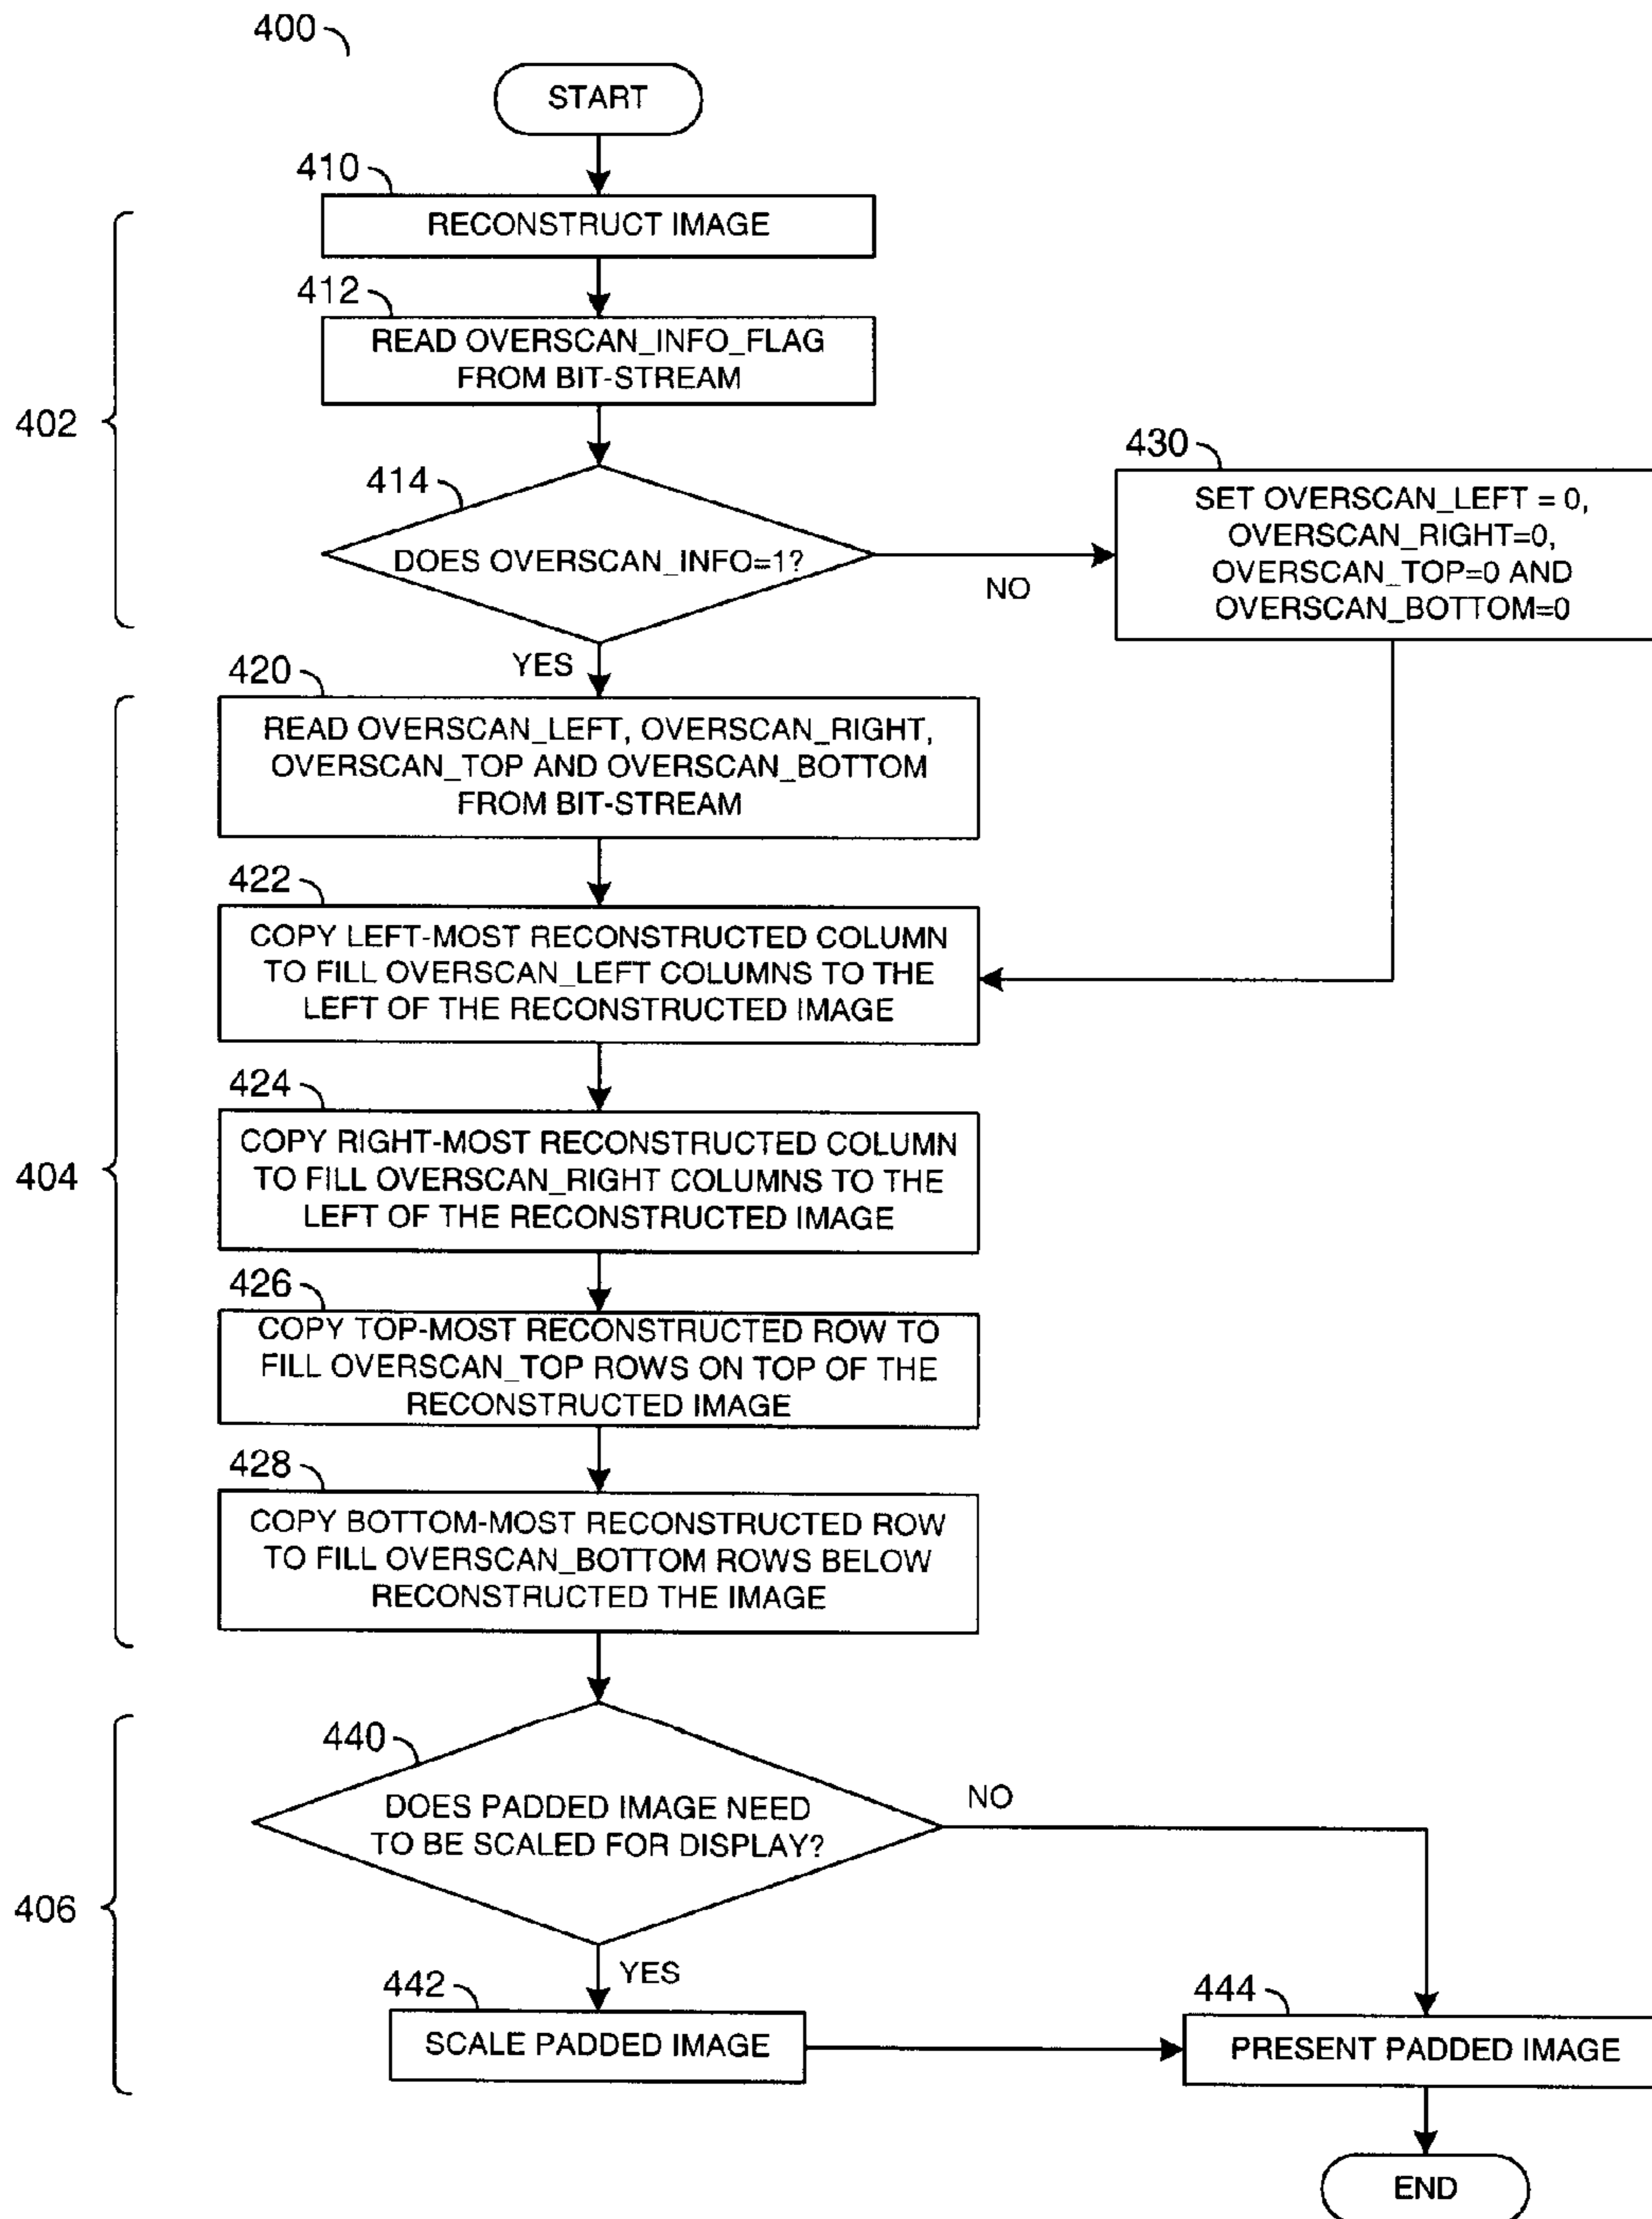 400
START
410
RECONSTRUCT IMAGE
412
READ OVERSCAN_INFO_FLAG
FROM BIT-STREAM
402
414
DOES OVERSCAN_INFO=1?
NO
430
SET OVERSCAN_LEFT = 0,
OVERSCAN_RIGHT=0,
OVERSCAN_TOP=0 AND
OVERSCAN_BOTTOM=0
YES
420
READ OVERSCAN_LEFT, OVERSCAN_RIGHT,
OVERSCAN_TOP AND OVERSCAN_BOTTOM
FROM BIT-STREAM
422
COPY LEFT-MOST RECONSTRUCTED COLUMN
TO FILL OVERSCAN_LEFT COLUMNS TO THE
LEFT OF THE RECONSTRUCTED IMAGE
404
424
COPY RIGHT-MOST RECONSTRUCTED COLUMN
TO FILL OVERSCAN_RIGHT COLUMNS TO THE
LEFT OF THE RECONSTRUCTED IMAGE
426
COPY TOP-MOST RECONSTRUCTED ROW TO
FILL OVERSCAN_TOP ROWS ON TOP OF THE
RECONSTRUCTED IMAGE
428
COPY BOTTOM-MOST RECONSTRUCTED ROW
TO FILL OVERSCAN_BOTTOM ROWS BELOW
RECONSTRUCTED THE IMAGE
406
440
DOES PADDED IMAGE NEED
TO BE SCALED FOR DISPLAY?
NO
YES
442
SCALE PADDED IMAGE
444
PRESENT PADDED IMAGE
END